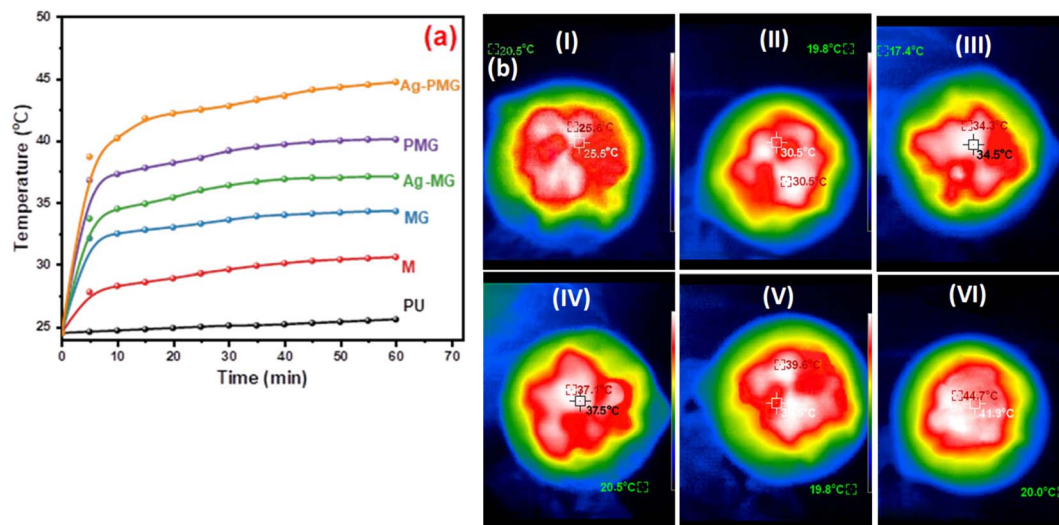 (a)
Temperature (°C)
50
45
40
35
30
25
Ag-PMG
PMG
Ag-MG
MG
M
PU
0 10 20 30 40 50 60 70
Time (min)
(b)
(I)
20.5°C
25.6°C
25.5°C
(II)
19.8°C
30.5°C
30.5°C
(III)
17.4°C
34.3°C
34.5°C
(IV)
37.1°C
37.5°C
20.5°C
(V)
39.6°C
19.8°C
(VI)
44.7°C
41.9°C
20.0°C